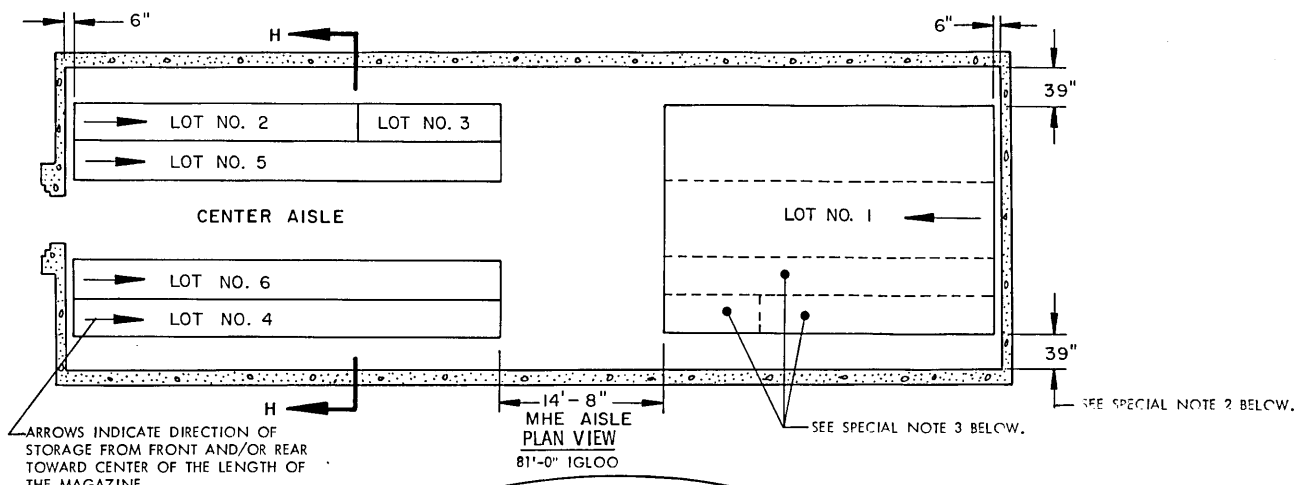 6"
6"
H
39"
LOT NO. 2
LOT NO. 3
LOT NO. 5
CENTER AISLE
LOT NO. 1
LOT NO. 6
LOT NO. 4
39"
H
14'-8"
MHE AISLE
PLAN VIEW
81'-0" IGLOO
SEE SPECIAL NOTE 2 BELOW.
SEE SPECIAL NOTE 3 BELOW.
ARROWS INDICATE DIRECTION OF
STORAGE FROM FRONT AND/OR REAR
TOWARD CENTER OF THE LENGTH OF
THE MAGAZINE